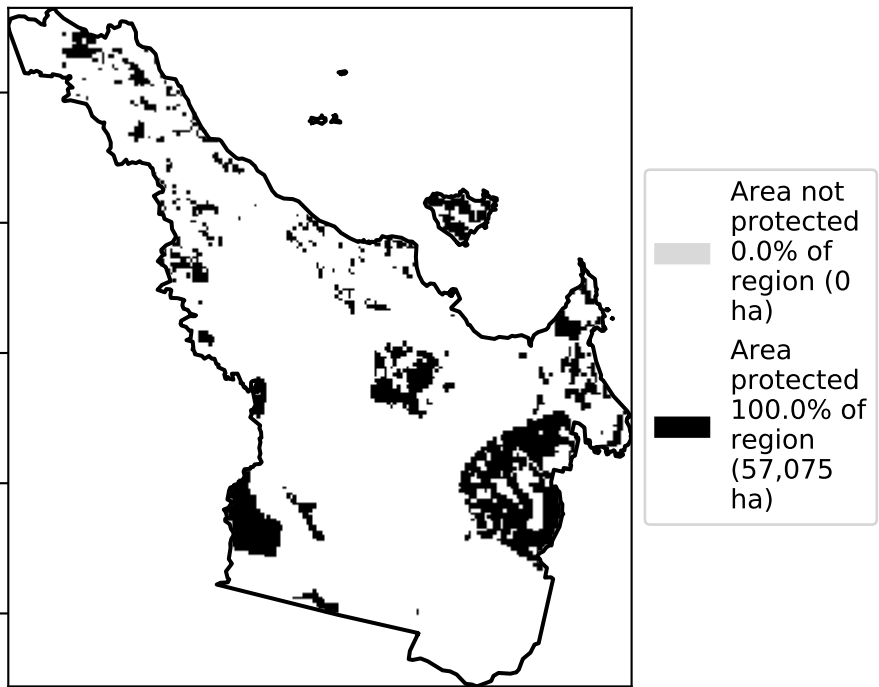 Area not
protected
0.0% of
region (0
ha)
Area
protected
100.0% of
region
(57,075
ha)